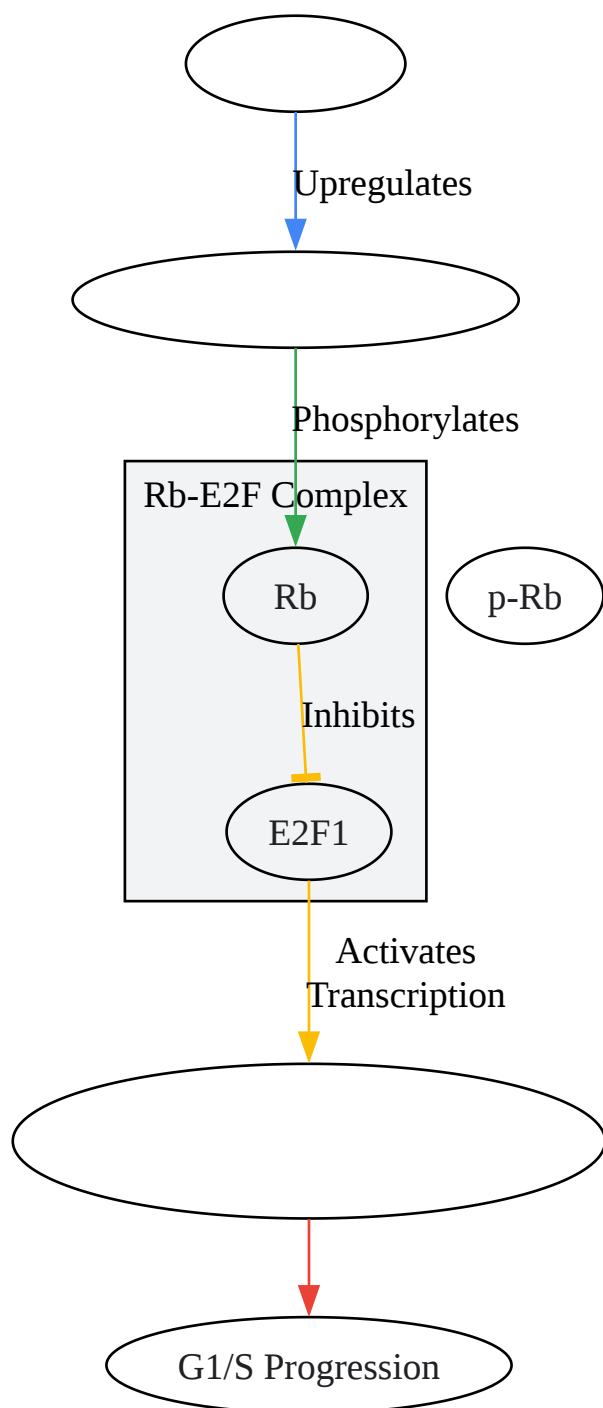 Upregulates
Phosphorylates
Rb-E2F Complex
Rb
p-Rb
Inhibits
E2F1
Activates
Transcription
G1/S Progression